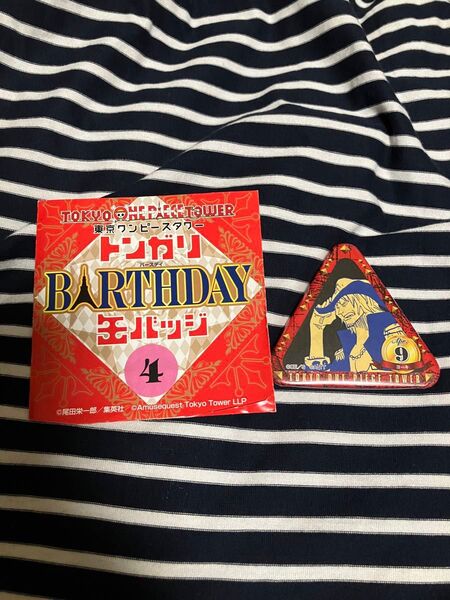 TOKYO ONE PIECE TOWER
東京ワンピースタワー
トンガリ
バースデイ
BIRTHDAY
缶バッジ
4
©尾田栄一郎／集英社 ©Amusequest Tokyo Tower LLP
Apr.
9
TOKYO ONE PIECE TOWER